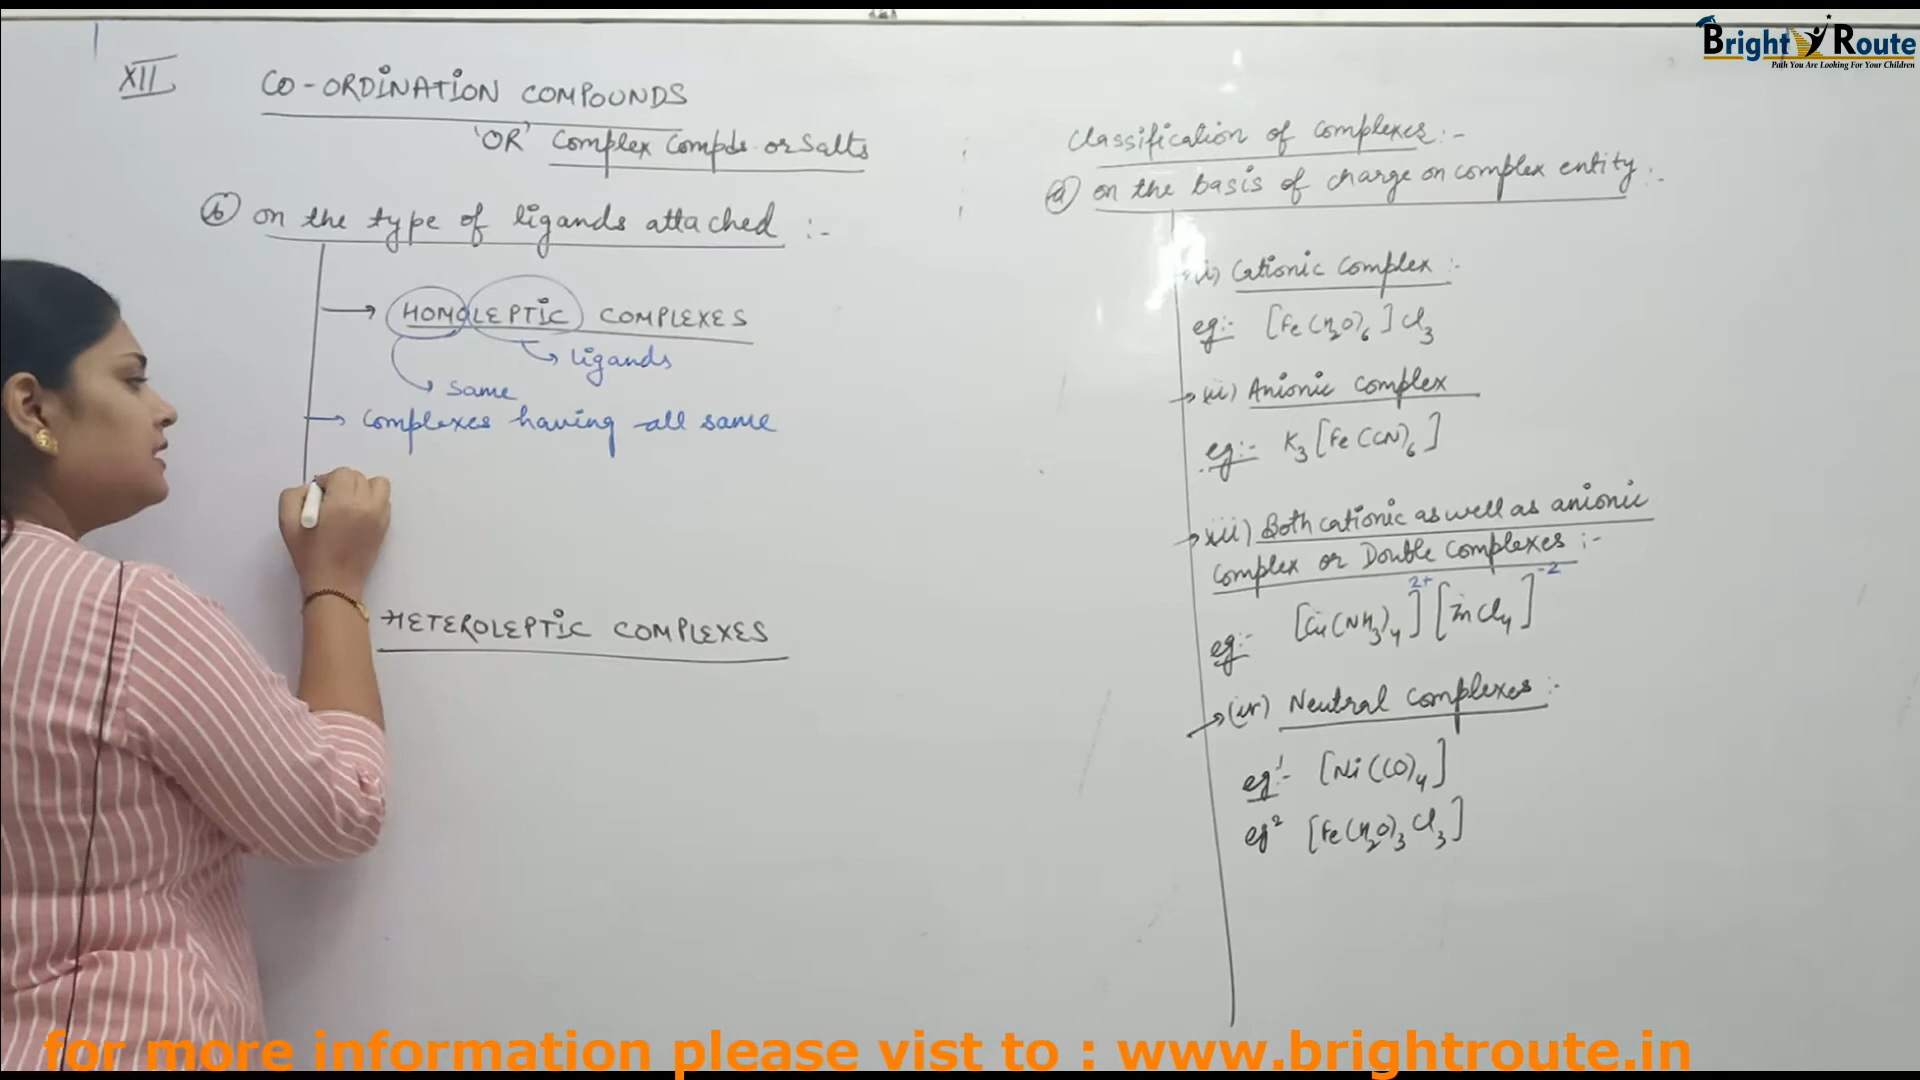 XII
CO-ORDINATION COMPOUNDS
'OR' Complex Compds. or Salts
(b) on the type of ligands attached :-
→ HOMOLEPTIC COMPLEXES
→ ligands
→ same
→ Complexes having all same
HETEROLEPTIC COMPLEXES
Classification of complexes :-
(a) on the basis of charge on complex entity :-
(i) Cationic complex :-
eg:- [Fe(H2O)6]Cl3
→ (ii) Anionic complex
eg:- K3[Fe(CN)6]
→ (iii) Both cationic as well as anionic
complex or Double complexes :-
eg:- [Cu(NH3)4]2+ [ZnCl4]-2
→ (iv) Neutral complexes :-
eg1:- [Ni(CO)4]
eg2 [Fe(H2O)3Cl3]
Bright Route
Path You Are Looking For Your Children
for more information please vist to : www.brightroute.in